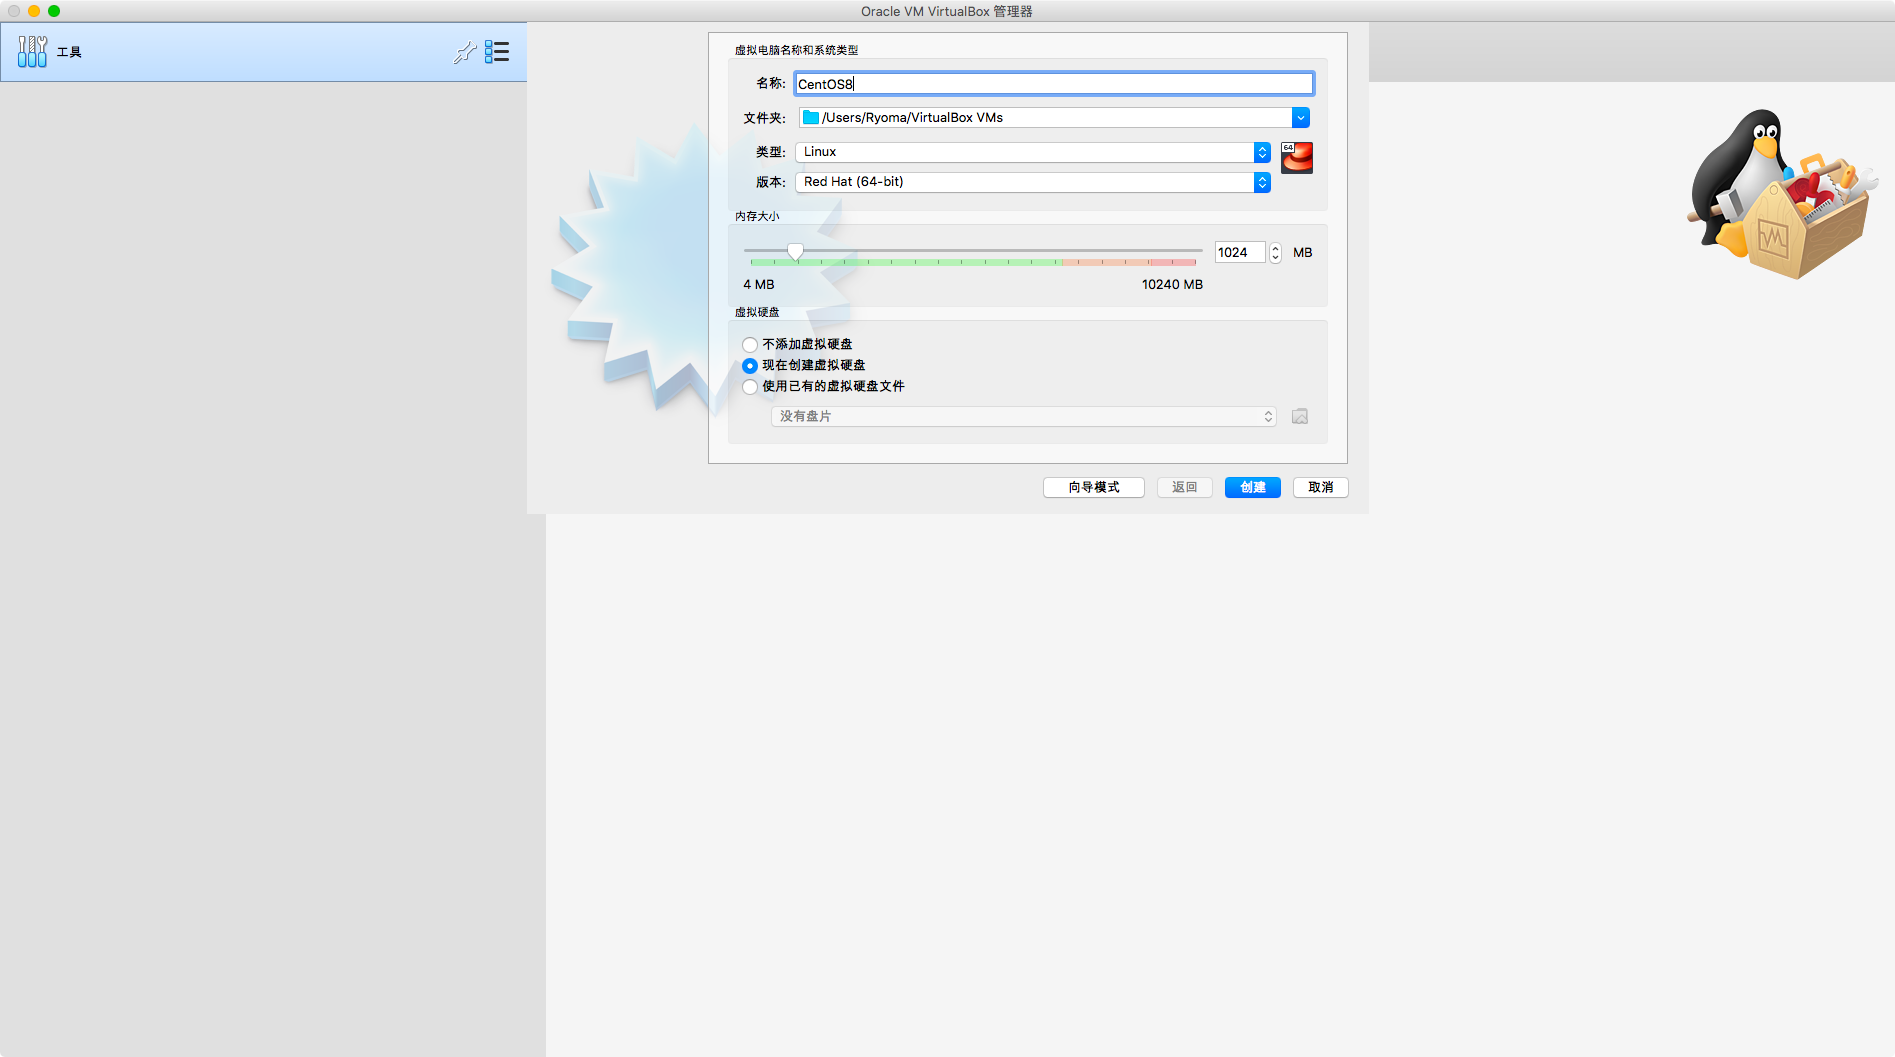 Oracle VM VirtualBox 管理器
工具
虚拟电脑名称和系统类型
名称: CentOS8
文件夹: /Users/Ryoma/VirtualBox VMs
类型: Linux
64
版本: Red Hat (64-bit)
内存大小
1024 MB
4 MB 10240 MB
虚拟硬盘
不添加虚拟硬盘
现在创建虚拟硬盘
使用已有的虚拟硬盘文件
没有盘片
向导模式 返回 创建 取消